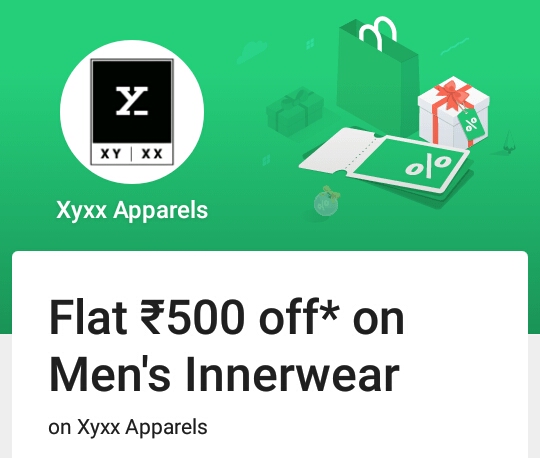 XY | XX
Xyxx Apparels
%
%
Flat ₹500 off* on
Men's Innerwear
on Xyxx Apparels